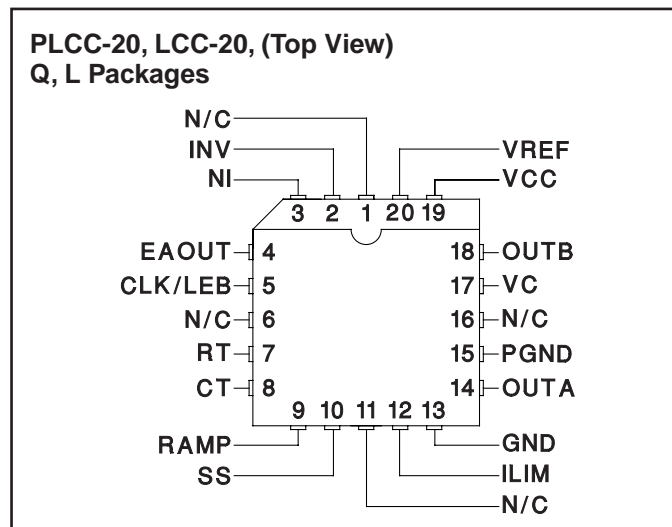 PLCC-20, LCC-20, (Top View)
Q, L Packages
N/C
INV
VREF
NI
VCC
3 2 1 20 19
EAOUT 4 18 OUTB
CLK/LEB 5 17 VC
N/C 6 16 N/C
RT 7 15 PGND
CT 8 14 OUTA
9 10 11 12 13
RAMP GND
SS ILIM
N/C